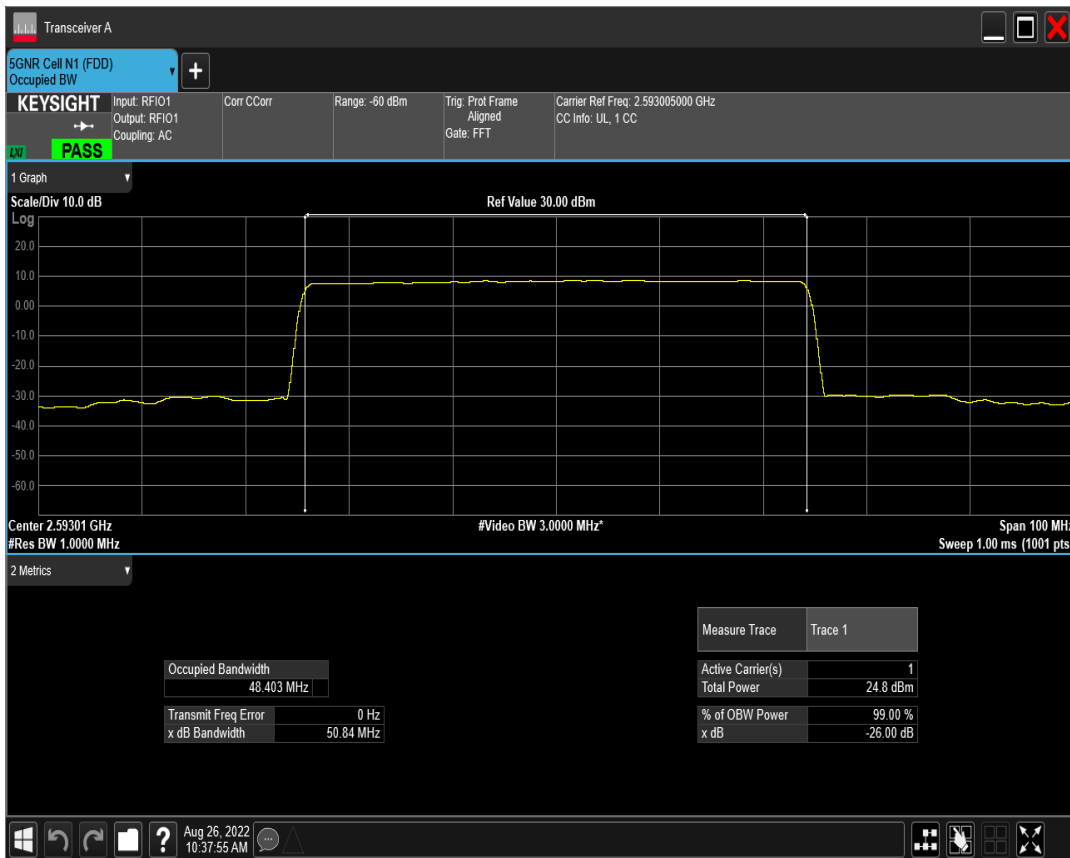 Transceiver A
5GNR Cell N1 (FDD)
Occupied BW
+
KEYSIGHT
LXI
PASS
Input: RFIO1
Output: RFIO1
Coupling: AC
Corr CCorr
Range: -60 dBm
Trig: Prot Frame
Aligned
Gate: FFT
Carrier Ref Freq: 2.593005000 GHz
CC Info: UL, 1 CC
1 Graph
Scale/Div 10.0 dB
Ref Value 30.00 dBm
Log
20.0
10.0
0.00
-10.0
-20.0
-30.0
-40.0
-50.0
-60.0
Center 2.59301 GHz
#Video BW 3.0000 MHz*
Span 100 MHz
#Res BW 1.0000 MHz
Sweep 1.00 ms (1001 pts
2 Metrics
Measure Trace Trace 1
Occupied Bandwidth
48.403 MHz
Active Carrier(s) 1
Total Power 24.8 dBm
Transmit Freq Error 0 Hz
x dB Bandwidth 50.84 MHz
% of OBW Power 99.00 %
x dB -26.00 dB
?
Aug 26, 2022
10:37:55 AM